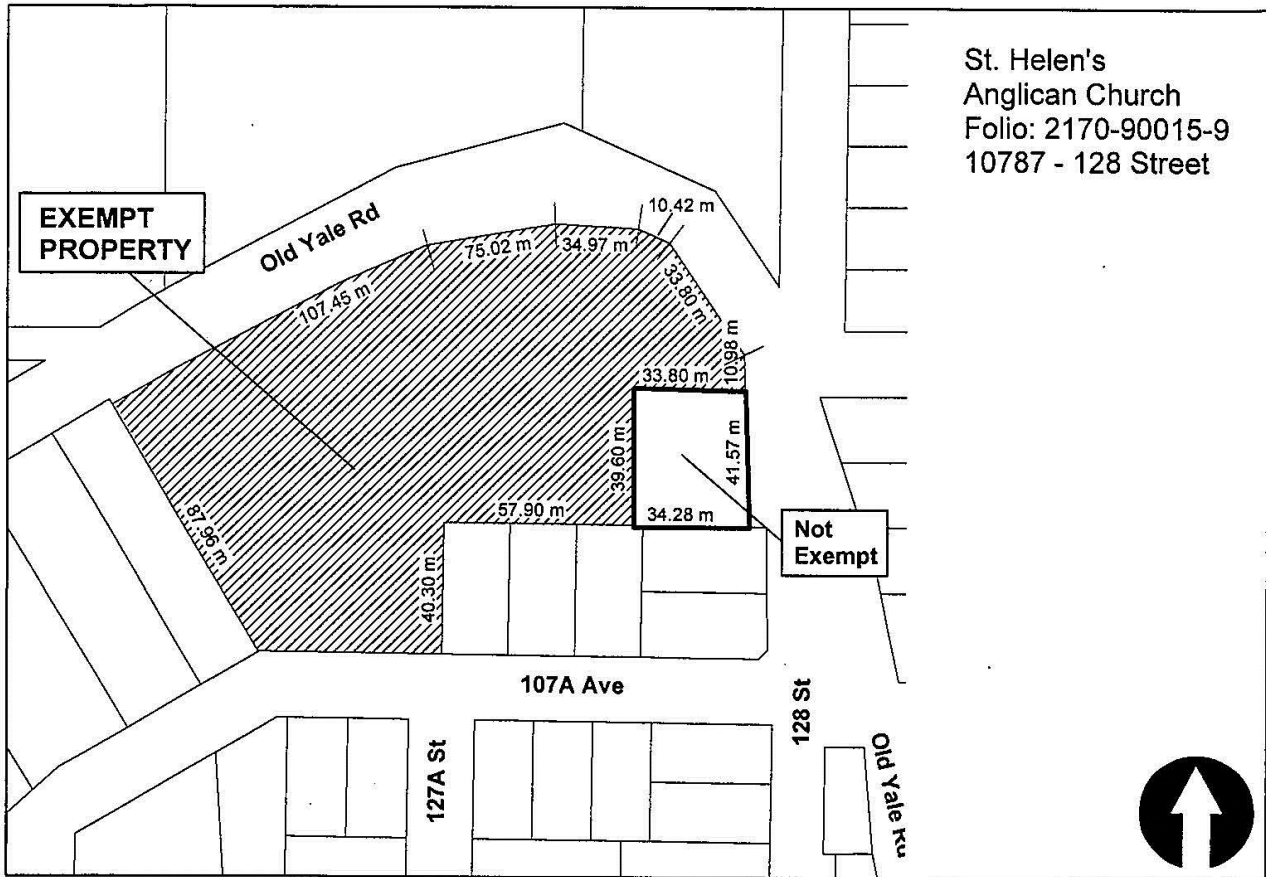 St. Helen's
Anglican Church
Folio: 2170-90015-9
10787 - 128 Street
EXEMPT
PROPERTY
Old Yale Rd
10.42 m
75.02 m
34.97 m
107.45 m
33.80 m
10.98 m
33.80 m
39.60 m
41.57 m
87.96 m
57.90 m
34.28 m
Not
Exempt
40.30 m
107A Ave
128 St
127A St
Old Yale